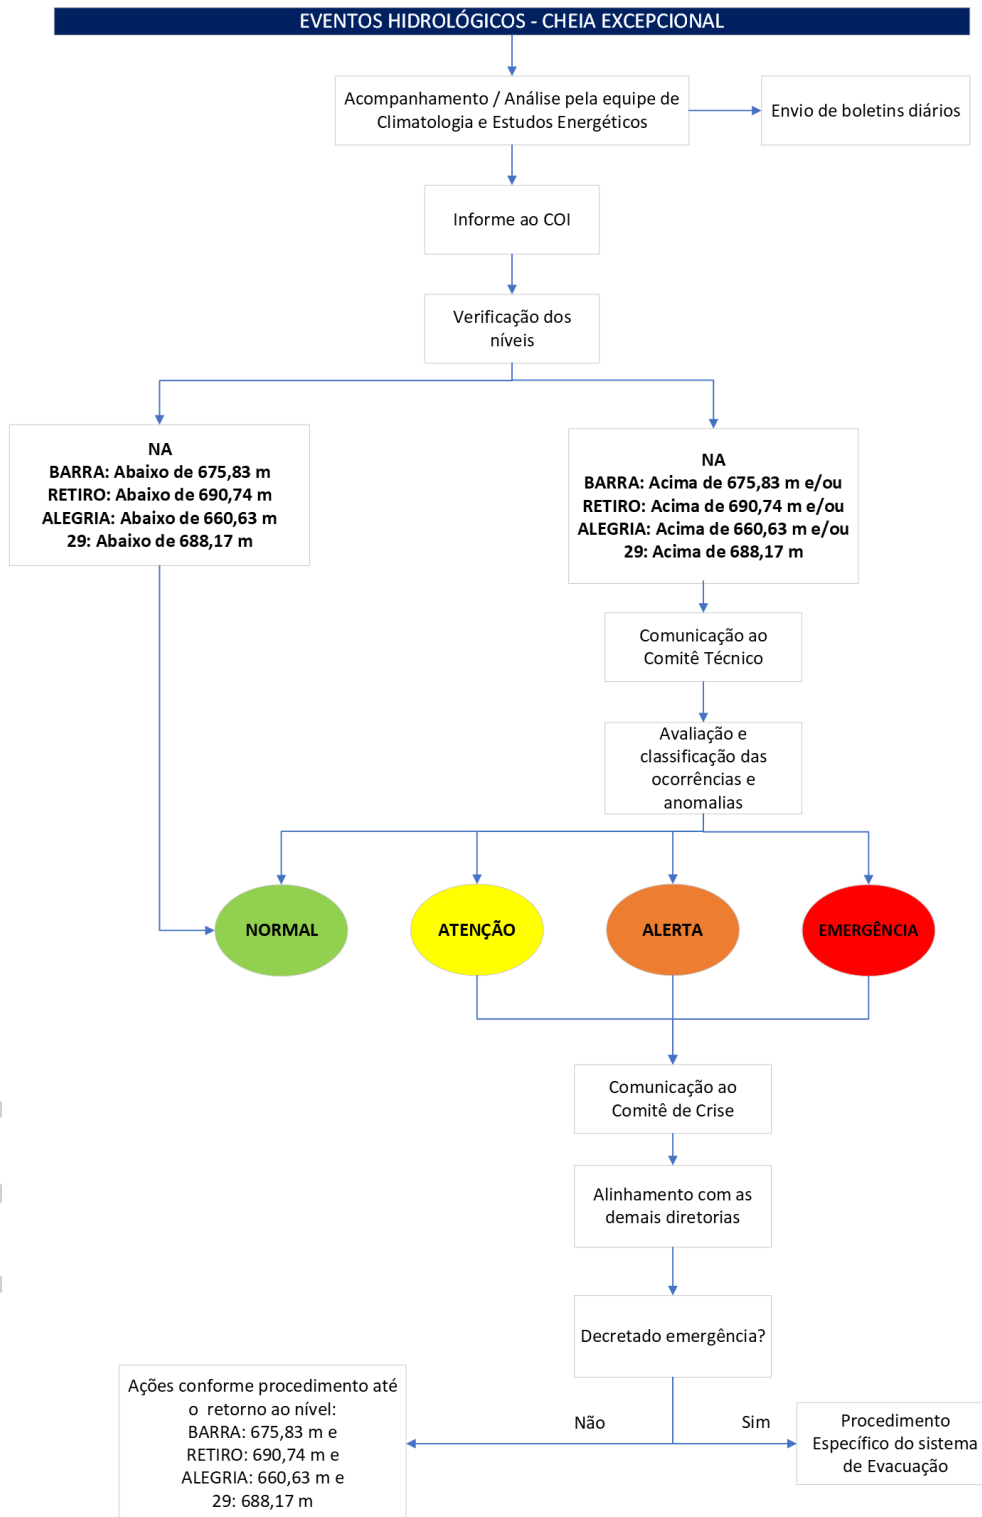 EVENTOS HIDROLÓGICOS - CHEIA EXCEPCIONAL
Acompanhamento / Análise pela equipe de
Climatologia e Estudos Energéticos
Envio de boletins diários
Informe ao COI
Verificação dos
níveis
NA
BARRA: Abaixo de 675,83 m
RETIRO: Abaixo de 690,74 m
ALEGRIA: Abaixo de 660,63 m
29: Abaixo de 688,17 m
NA
BARRA: Acima de 675,83 m e/ou
RETIRO: Acima de 690,74 m e/ou
ALEGRIA: Acima de 660,63 m e/ou
29: Acima de 688,17 m
Comunicação ao
Comitê Técnico
Avaliação e
classificação das
ocorrências e
anomalias
NORMAL
ATENÇÃO
ALERTA
EMERGÊNCIA
Comunicação ao
Comitê de Crise
Alinhamento com as
demais diretorias
Decretado emergência?
Não
Sim
Ações conforme procedimento até
o retorno ao nível:
BARRA: 675,83 m e
RETIRO: 690,74 m e
ALEGRIA: 660,63 m e
29: 688,17 m
Procedimento
Específico do sistema
de Evacuação